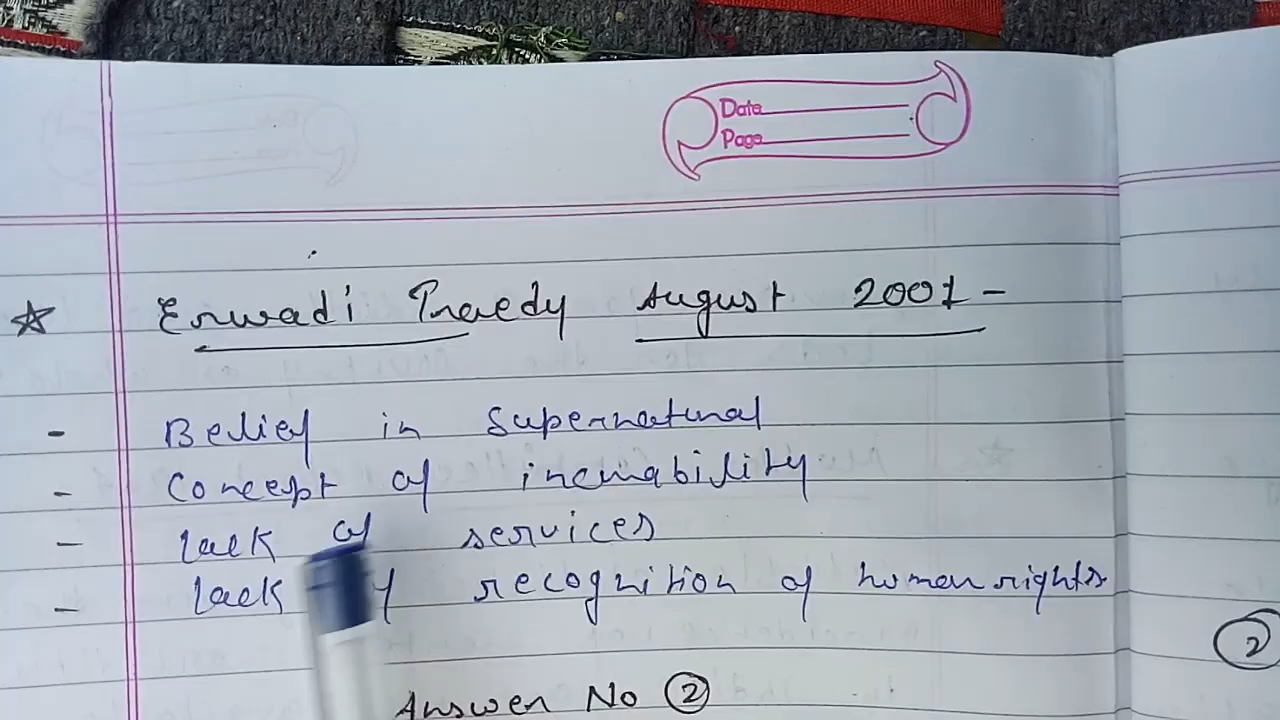 Date
Page
☆ Erwadi Traedy August 2001 -
- Belief in Supernatural
- Concept of incurability
- lack of services
- lack of recognition of human rights
2
Answer No 2